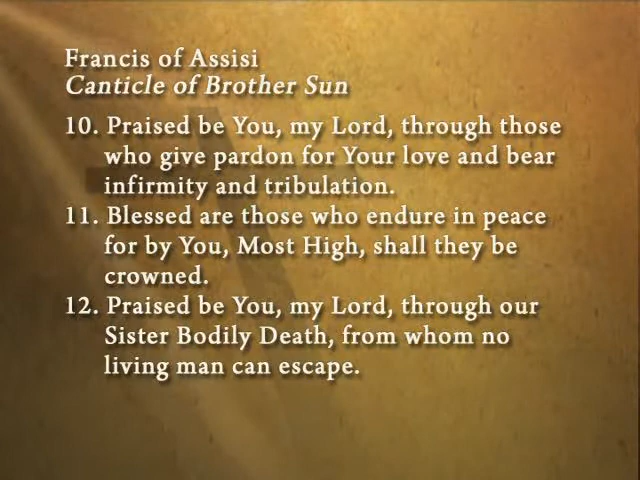 Francis of Assisi
Canticle of Brother Sun
10. Praised be You, my Lord, through those
who give pardon for Your love and bear
infirmity and tribulation.
11. Blessed are those who endure in peace
for by You, Most High, shall they be
crowned.
12. Praised be You, my Lord, through our
Sister Bodily Death, from whom no
living man can escape.